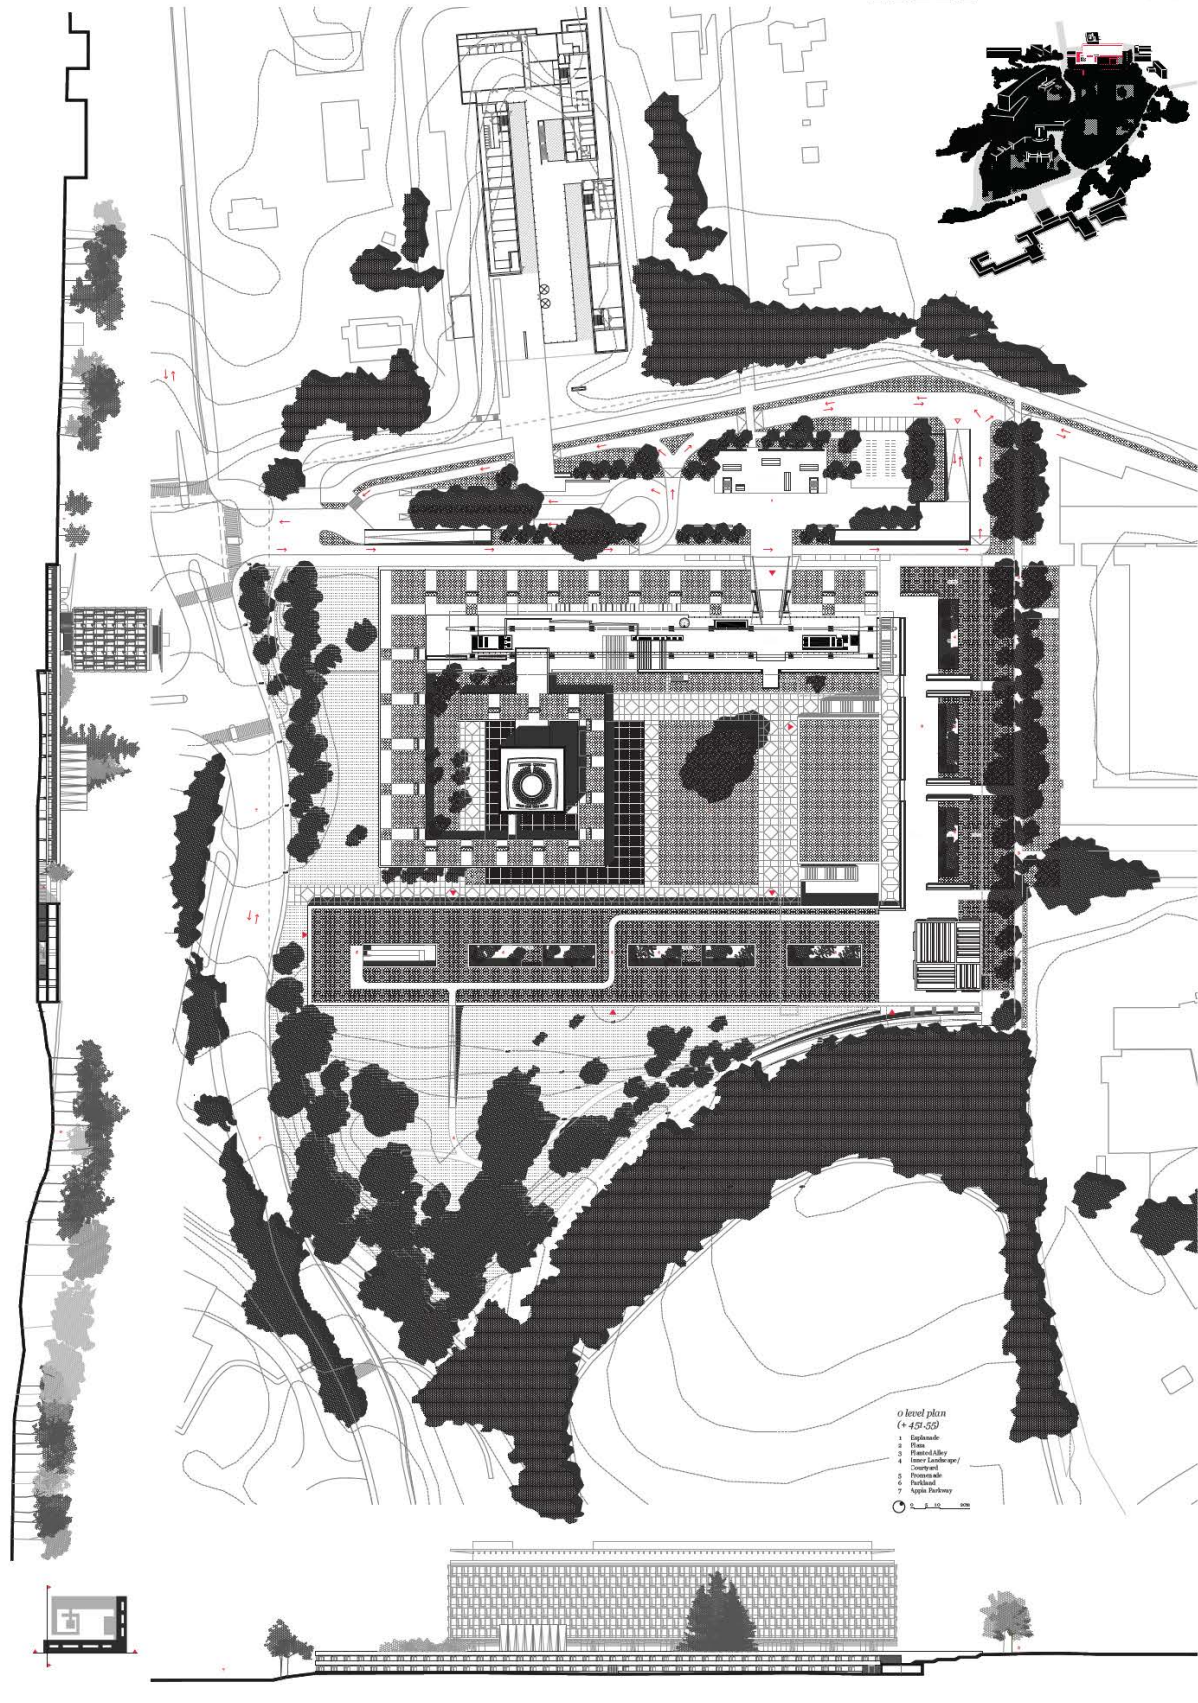 0 level plan
(+ 451.55)
1 Esplanade
2 Plaza
3 Planted Alley
4 Inner Landscape/
Courtyard
5 Promenade
6 Parkland
7 Appia Parkway
0 5 10 20m